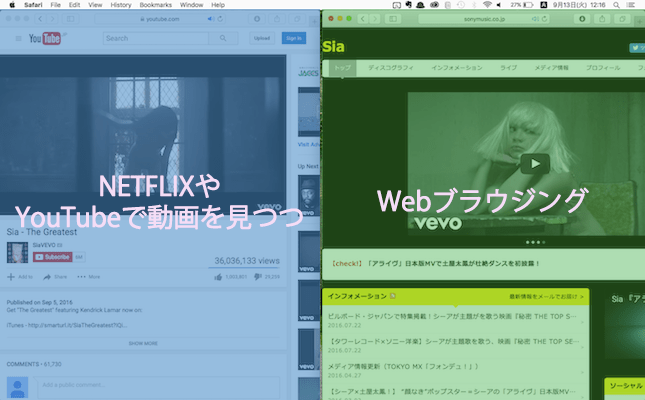 Safari File Edit View History Bookmarks Window Help
27% 9月13日(火) 12:16
youtube.com
sonymusic.co.jp
YouTube
Search
Upload
Sign in
Sia
トップ ディスコグラフィ インフォメーション ライブ メディア情報 プロフィール
Up Next
NETFLIXや
YouTubeで動画を見つつ
Webブラウジング
vevo
vevo
Sia - The Greatest
SiaVEVO
Subscribe
36,036,133 views
Add to Share More
Published on Sep 5, 2016
Get "The Greatest" featuring Kendrick Lamar now on:
iTunes - http://smarturl.it/SiaTheGreatest?IQ
SHOW MORE
COMMENTS • 61,730
Add a public comment...
【check!】「アライヴ」日本版MVで土屋太鳳が壮絶ダンスを初披露！
インフォメーション
最新情報をメールでお届け >
ビルボード・ジャパンで特集掲載！シーアが主題がを歌う映画『秘密 THE TOP S...
2016.07.22
【タワーレコード×ソニー洋楽】シーアが主題歌を歌う、映画『秘密 THE TOP SE...
2016.07.22
メディア情報更新（TOKYO MX「フォンデュ！」）
2016.04.27
【シーア×土屋太鳳！】 “顔なき”ポップスター＝シーアの「アライヴ」日本版MV...
Sia 『ア
ソーシャル